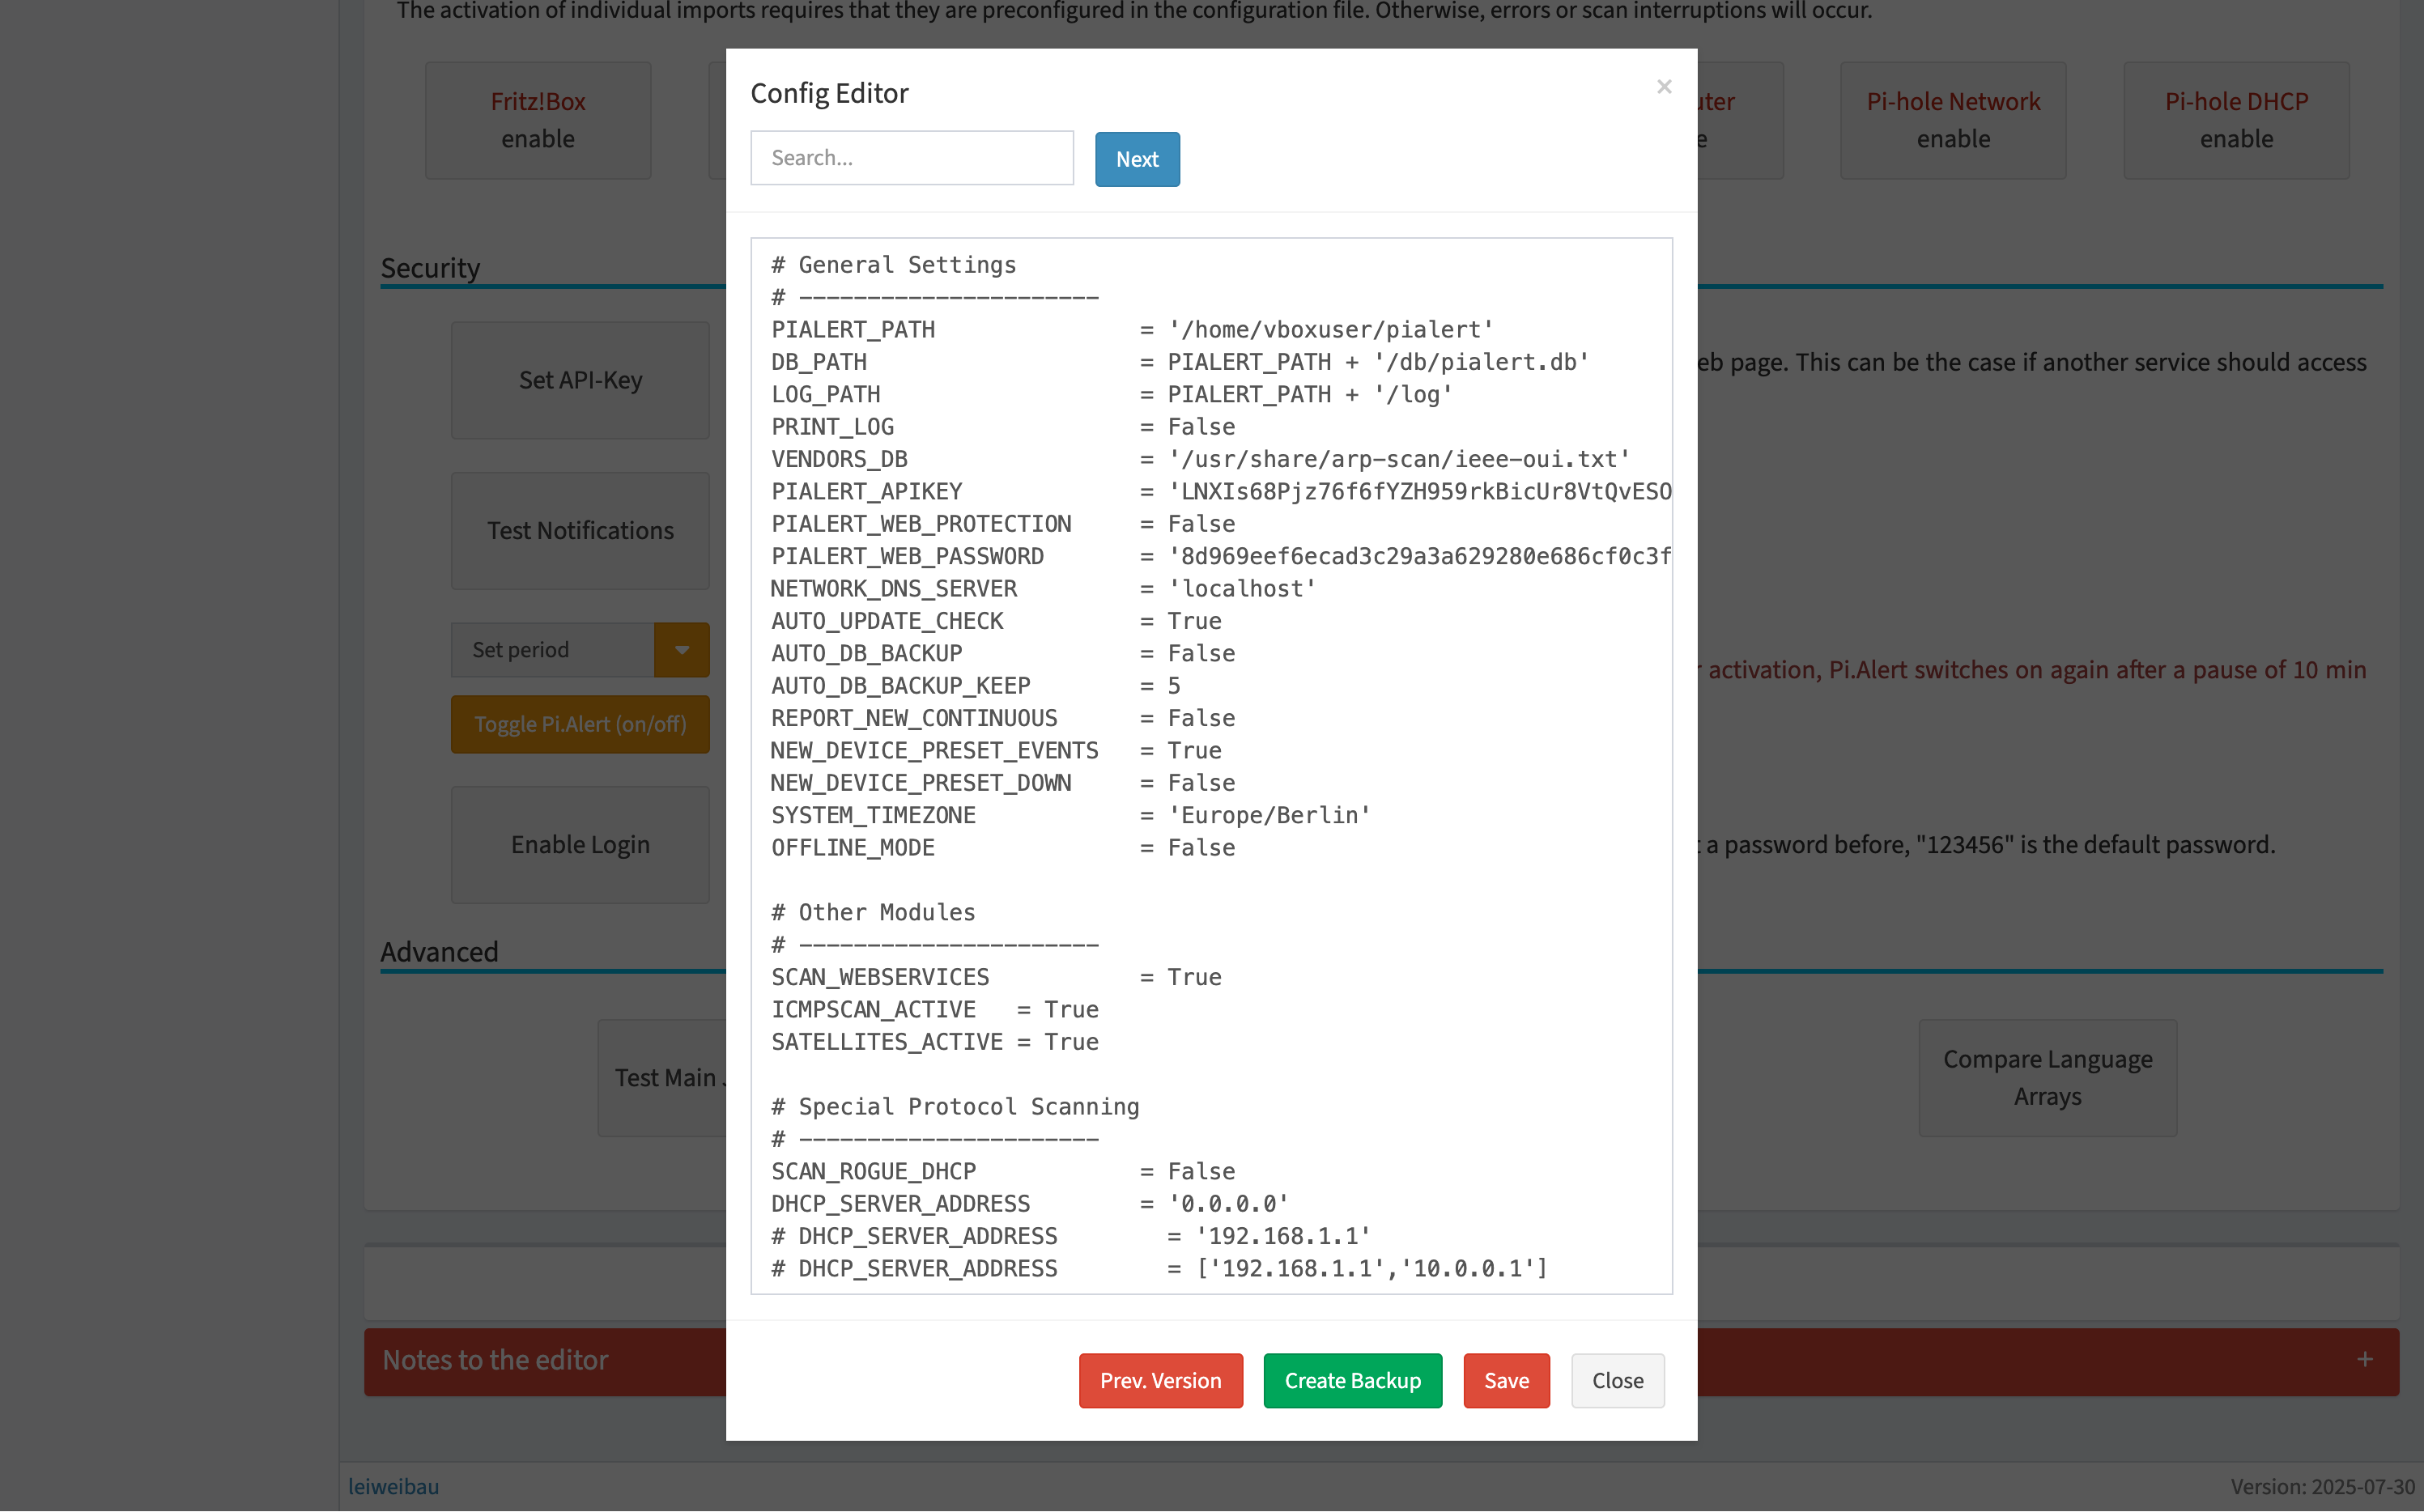 The activation of individual imports requires that they are preconfigured in the configuration file. Otherwise, errors or scan interruptions will occur.
Fritz!Box
enable
Pi-hole Network
enable
Pi-hole DHCP
enable
Config Editor
×
Search...
Next
# General Settings
# ----------------------
PIALERT_PATH = '/home/vboxuser/pialert'
DB_PATH = PIALERT_PATH + '/db/pialert.db'
LOG_PATH = PIALERT_PATH + '/log'
PRINT_LOG = False
VENDORS_DB = '/usr/share/arp-scan/ieee-oui.txt'
PIALERT_APIKEY = 'LNXIs68Pjz76f6fYZH959rkBicUr8VtQvESO
PIALERT_WEB_PROTECTION = False
PIALERT_WEB_PASSWORD = '8d969eef6ecad3c29a3a629280e686cf0c3f
NETWORK_DNS_SERVER = 'localhost'
AUTO_UPDATE_CHECK = True
AUTO_DB_BACKUP = False
AUTO_DB_BACKUP_KEEP = 5
REPORT_NEW_CONTINUOUS = False
NEW_DEVICE_PRESET_EVENTS = True
NEW_DEVICE_PRESET_DOWN = False
SYSTEM_TIMEZONE = 'Europe/Berlin'
OFFLINE_MODE = False
# Other Modules
# ----------------------
SCAN_WEBSERVICES = True
ICMPSCAN_ACTIVE = True
SATELLITES_ACTIVE = True
# Special Protocol Scanning
# ----------------------
SCAN_ROGUE_DHCP = False
DHCP_SERVER_ADDRESS = '0.0.0.0'
# DHCP_SERVER_ADDRESS = '192.168.1.1'
# DHCP_SERVER_ADDRESS = ['192.168.1.1','10.0.0.1']
Prev. Version
Create Backup
Save
Close
Security
Set API-Key
page. This can be the case if another service should access
Test Notifications
Set period
activation, Pi.Alert switches on again after a pause of 10 min
Toggle Pi.Alert (on/off)
Enable Login
a password before, "123456" is the default password.
Advanced
Test Main
Compare Language
Arrays
Notes to the editor
+
leiweibau
Version: 2025-07-30